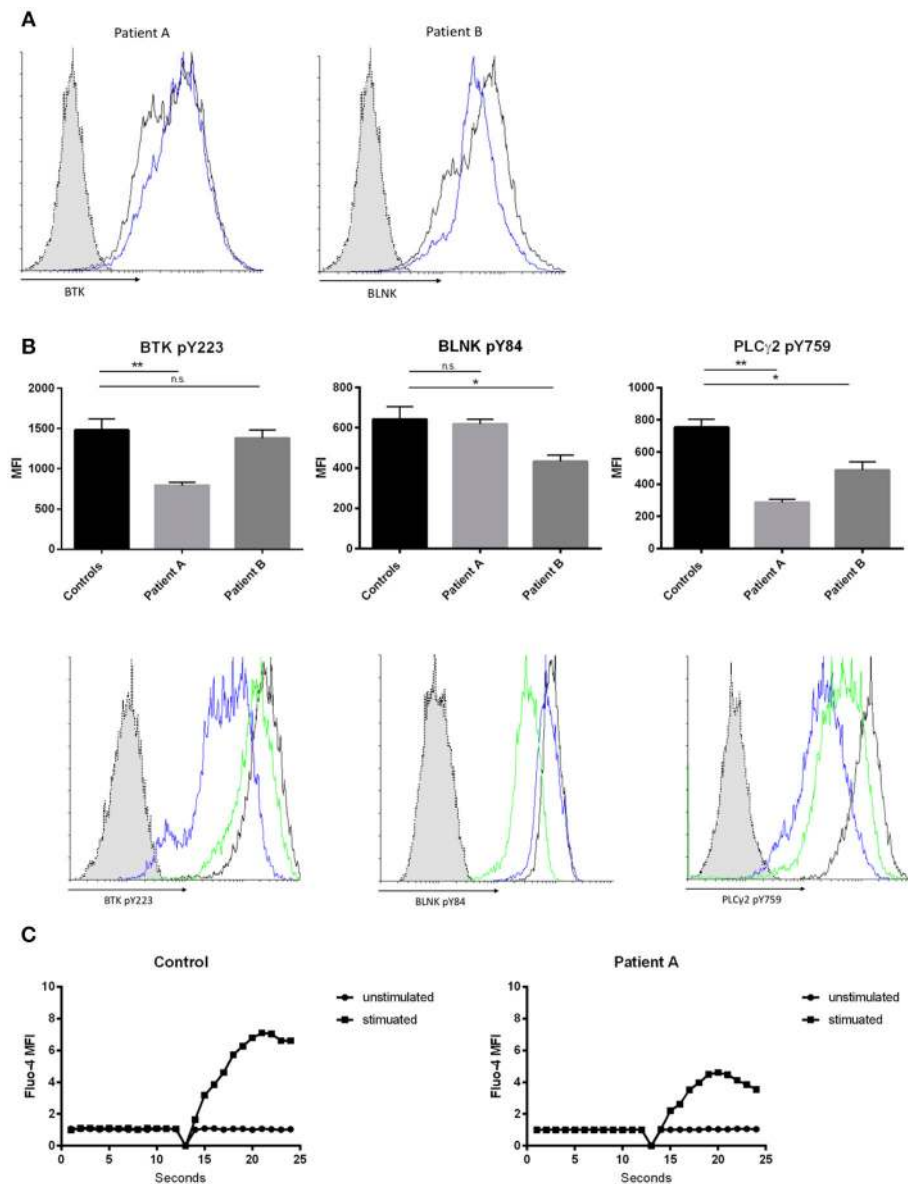 A
Patient A
Patient B
BTK
BLNK
B
BTK pY223
BLNK pY84
PLCγ2 pY759
**
n.s.
n.s.
*
**
*
2000
1500
1000
500
0
MFI
Controls
Patient A
Patient B
800
600
400
200
0
MFI
Controls
Patient A
Patient B
1000
800
600
400
200
0
MFI
Controls
Patient A
Patient B
BTK pY223
BLNK pY84
PLCγ2 pY759
C
Control
10
8
6
4
2
0
Fluo-4 MFI
0 5 10 15 20 25
Seconds
unstimulated
stimuated
Patient A
10
8
6
4
2
0
Fluo-4 MFI
0 5 10 15 20 25
Seconds
unstimulated
stimuated